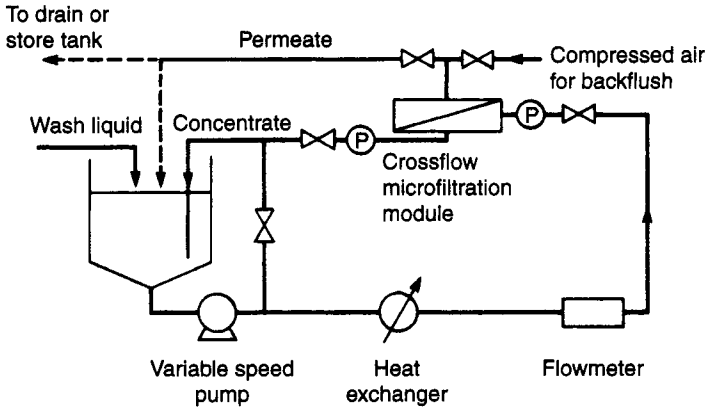 To drain or
store tank
Permeate
Compressed air
for backflush
Wash liquid
Concentrate
P
P
Crossflow
microfiltration
module
Variable speed
pump
Heat
exchanger
Flowmeter